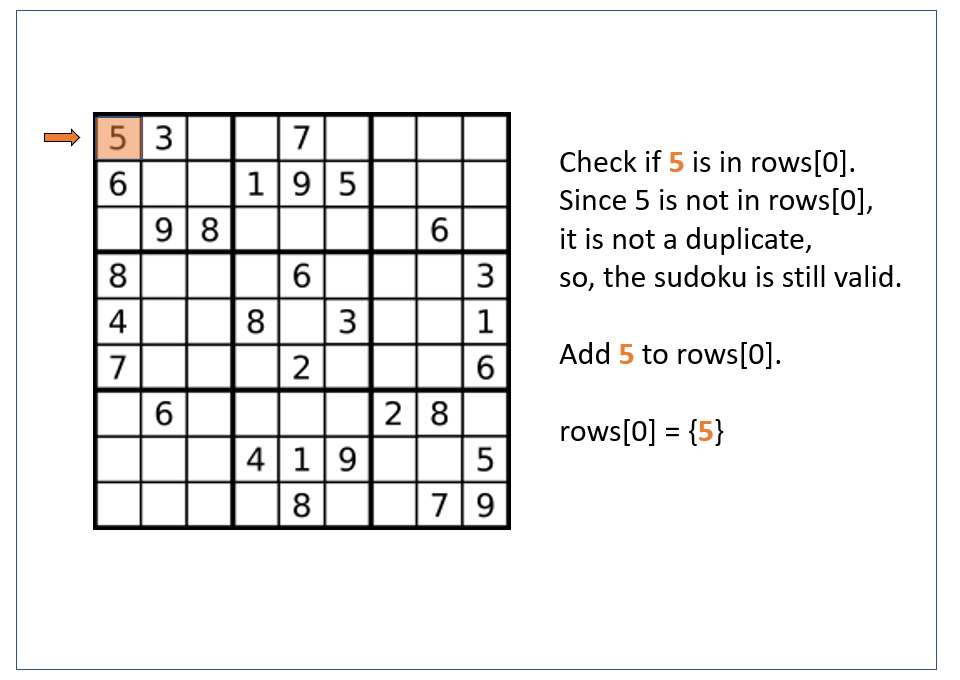 5 3 7
6 1 9 5
9 8 6
8 6 3
4 8 3 1
7 2 6
6 2 8
4 1 9 5
8 7 9
Check if 5 is in rows[0].
Since 5 is not in rows[0],
it is not a duplicate,
so, the sudoku is still valid.
Add 5 to rows[0].
rows[0] = {5}